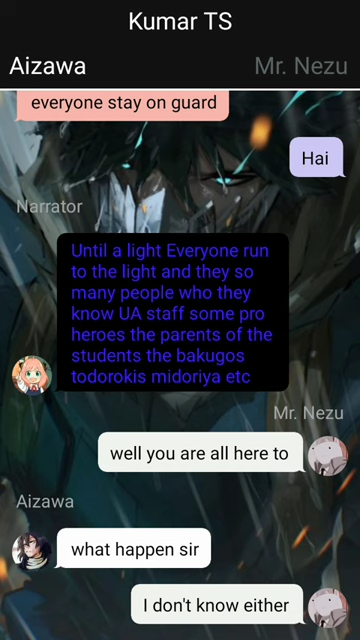 Kumar TS
Aizawa
Mr. Nezu
everyone stay on guard
Hai
Narrator
Until a light Everyone run
to the light and they so
many people who they
know UA staff some pro
heroes the parents of the
students the bakugos
todorokis midoriya etc
Mr. Nezu
well you are all here to
Aizawa
what happen sir
I don't know either